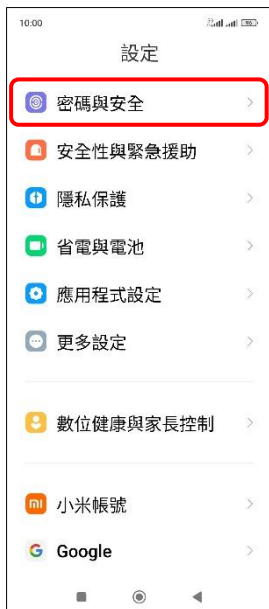 10:00
設定
密碼與安全
安全性與緊急援助
隱私保護
省電與電池
應用程式設定
更多設定
數位健康與家長控制
小米帳號
Google